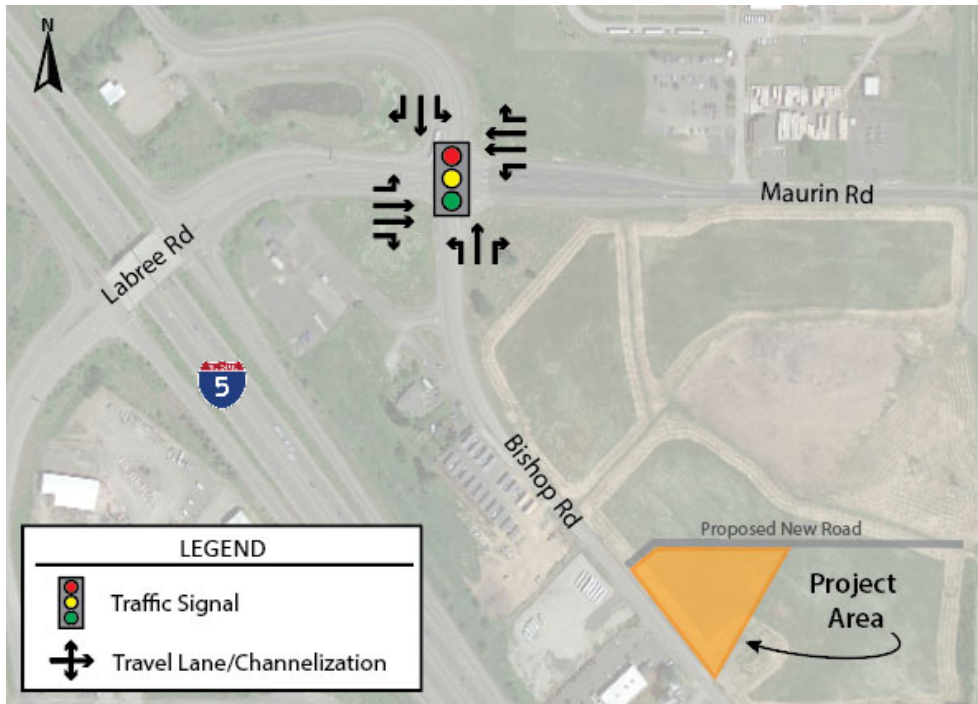 N
Maurin Rd
Labree Rd
5
Bishop Rd
Proposed New Road
Project
Area
LEGEND
Traffic Signal
Travel Lane/Channelization